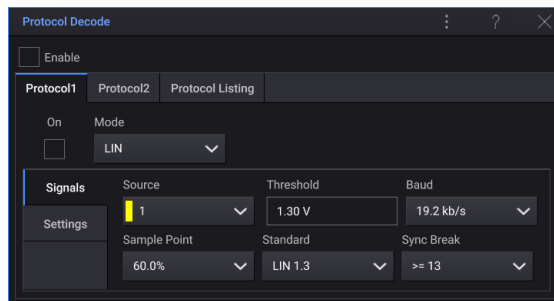 Protocol Decode ?
Enable
Protocol1 Protocol2 Protocol Listing
On Mode
LIN
Signals Source Threshold Baud
1 1.30 V 19.2 kb/s
Settings
Sample Point Standard Sync Break
60.0% LIN 1.3 >= 13